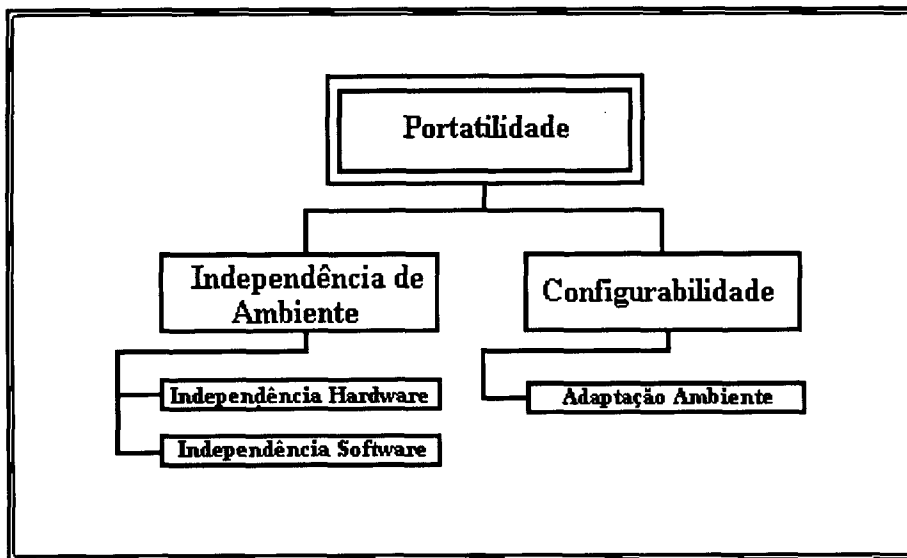 Portatilidade
Independência de
Ambiente
Configurabilidade
Independência Hardware
Independência Software
Adaptação Ambiente